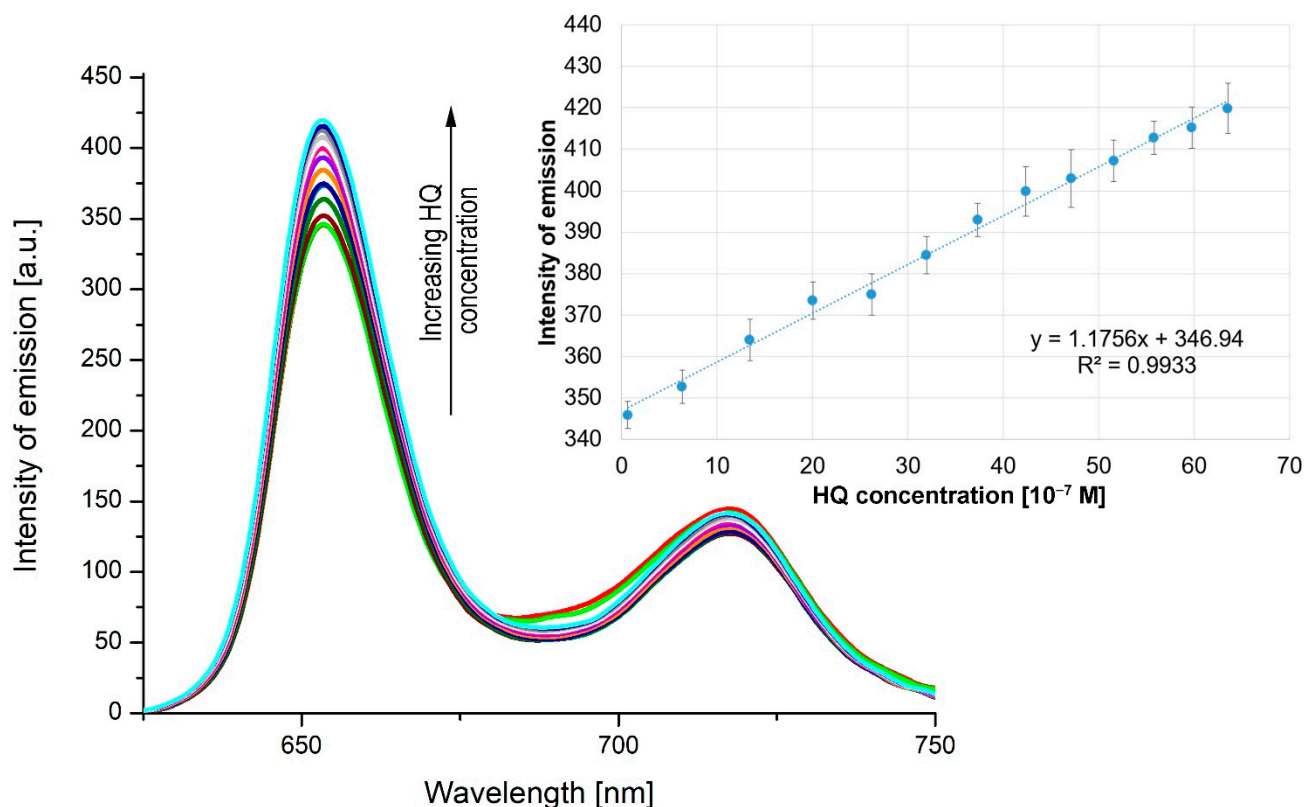 440
430
420
410
400
390
380
370
360
350
340
Intensity of emission
y = 1.1756x + 346.94
R² = 0.9933
0 10 20 30 40 50 60 70
HQ concentration [10⁻⁷ M]
450
400
350
300
250
200
150
100
50
0
Intensity of emission [a.u.]
Increasing HQ
concentration
650 700 750
Wavelength [nm]